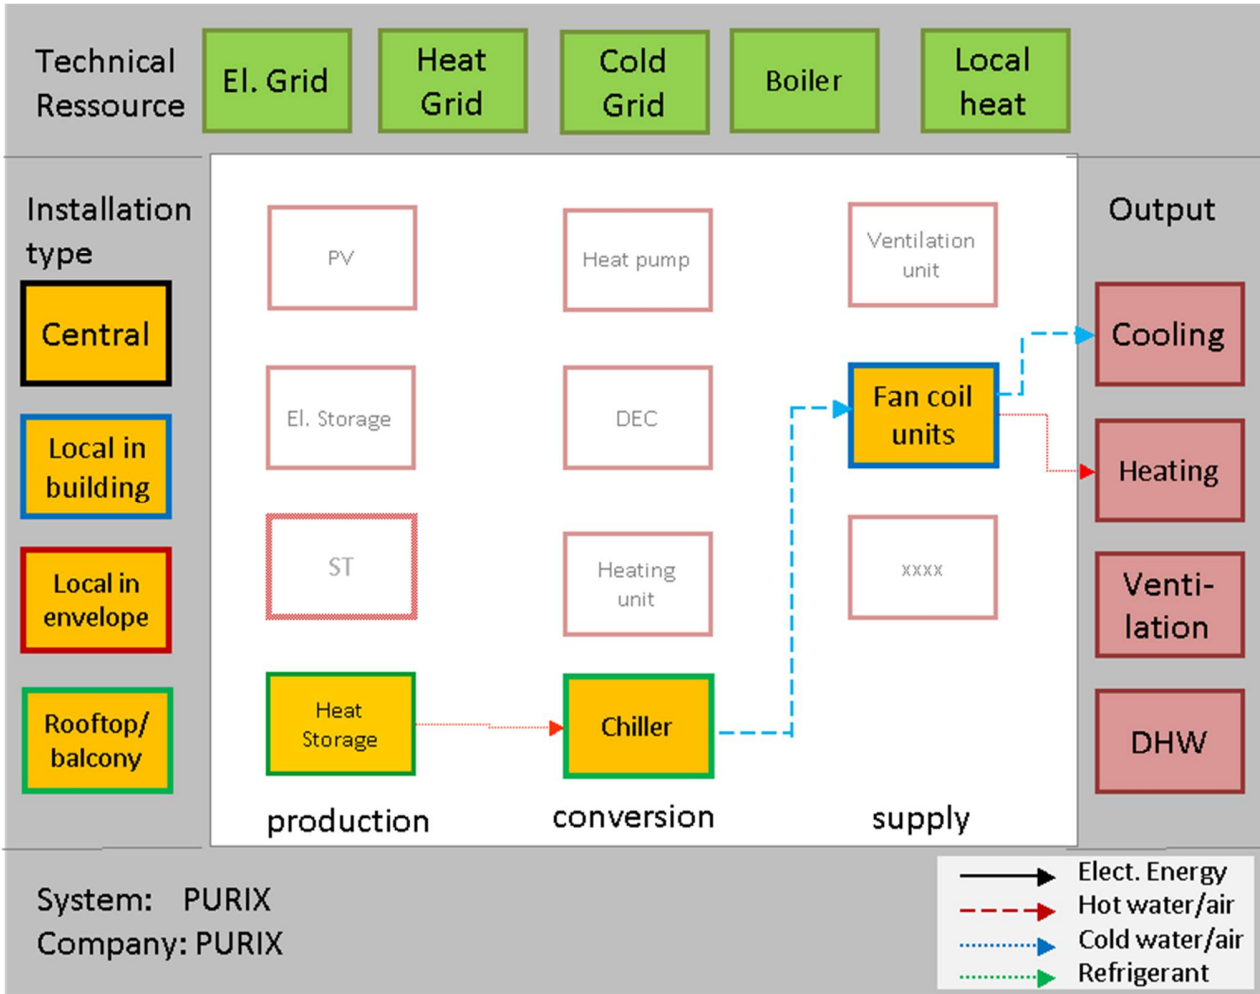 Technical
Ressource
El. Grid
Heat
Grid
Cold
Grid
Boiler
Local
heat
Installation
type
Central
Local in
building
Local in
envelope
Rooftop/
balcony
PV
Heat pump
Ventilation
unit
El. Storage
DEC
Fan coil
units
ST
Heating
unit
xxxx
Heat
Storage
Chiller
production
conversion
supply
Output
Cooling
Heating
Venti-
lation
DHW
System: PURIX
Company: PURIX
Elect. Energy
Hot water/air
Cold water/air
Refrigerant